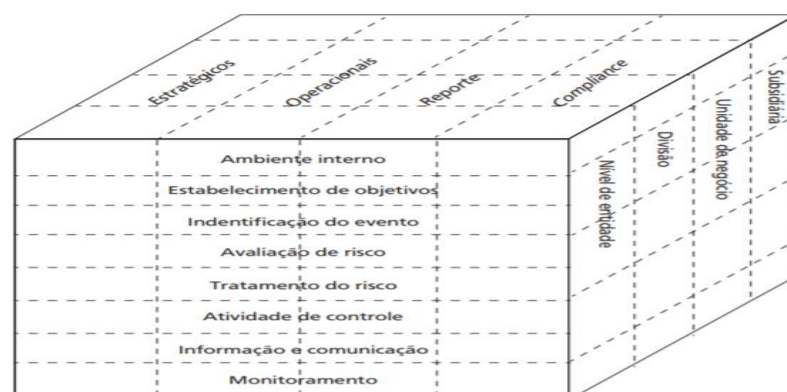 Estratégicos
Operacionais
Reporte
Compliance
Ambiente interno
Estabelecimento de objetivos
Indentificação do evento
Avaliação de risco
Tratamento do risco
Atividade de controle
Informação e comunicação
Monitoramento
Nível de entidade
Divisão
Unidade de negócio
Subsidiária